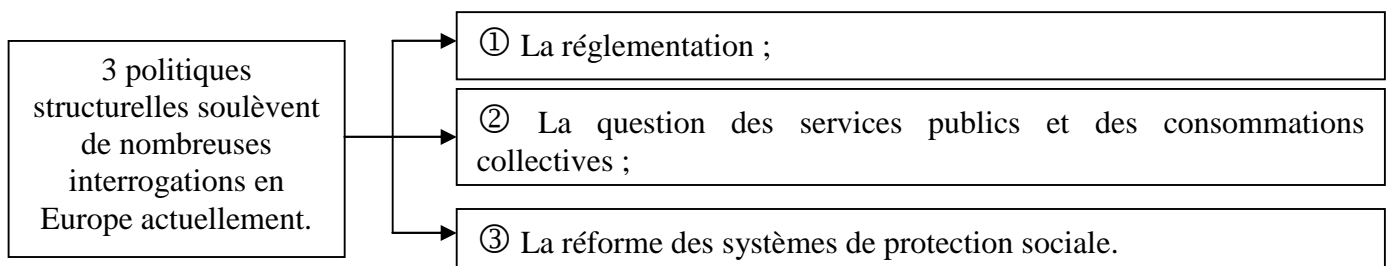 3 politiques
structurelles soulèvent
de nombreuses
interrogations en
Europe actuellement.
① La réglementation ;
② La question des services publics et des consommations
collectives ;
③ La réforme des systèmes de protection sociale.